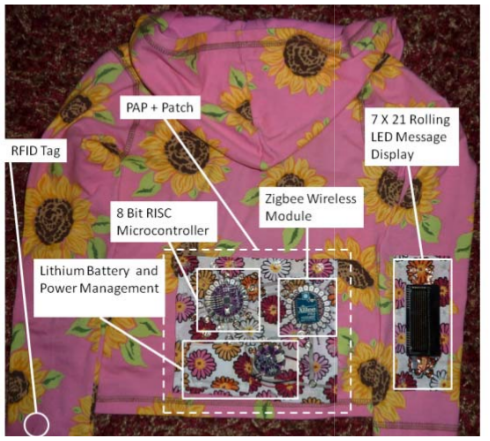 PAP + Patch
7 X 21 Rolling
LED Message
Display
RFID Tag
8 Bit RISC
Microcontroller
Zigbee Wireless
Module
Lithium Battery and
Power Management